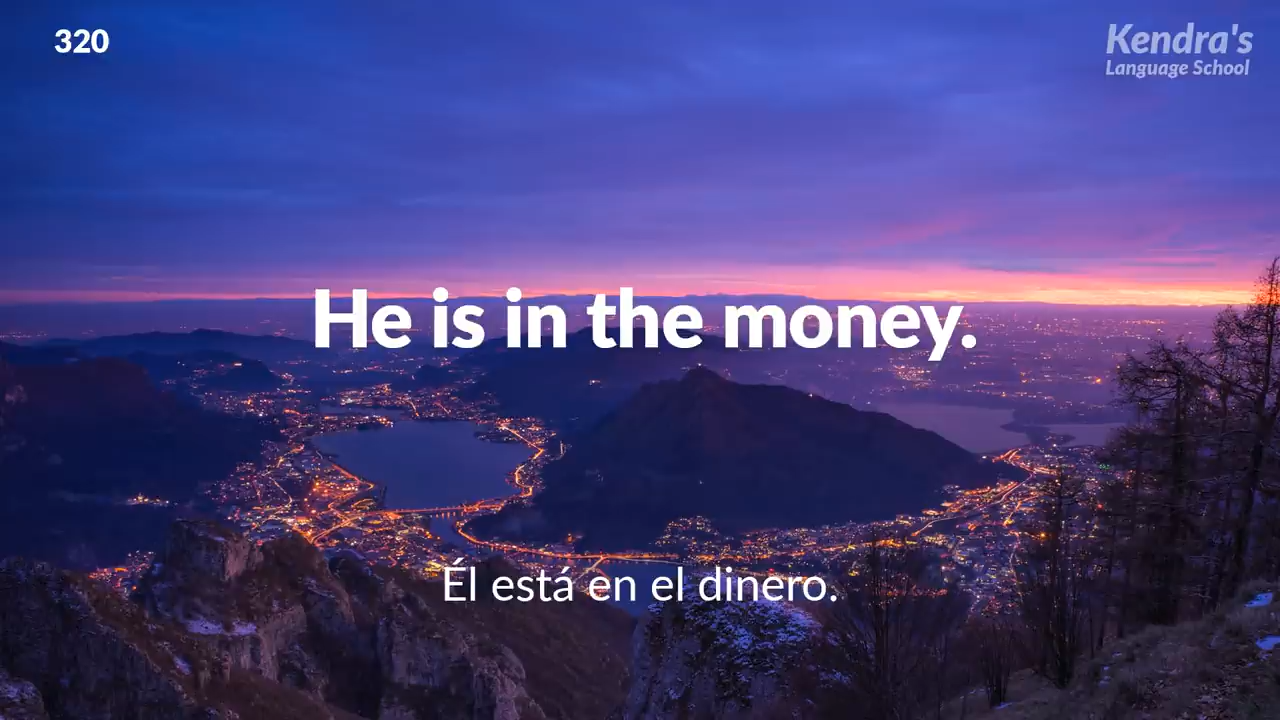 320
Kendra's
Language School
He is in the money.
Él está en el dinero.